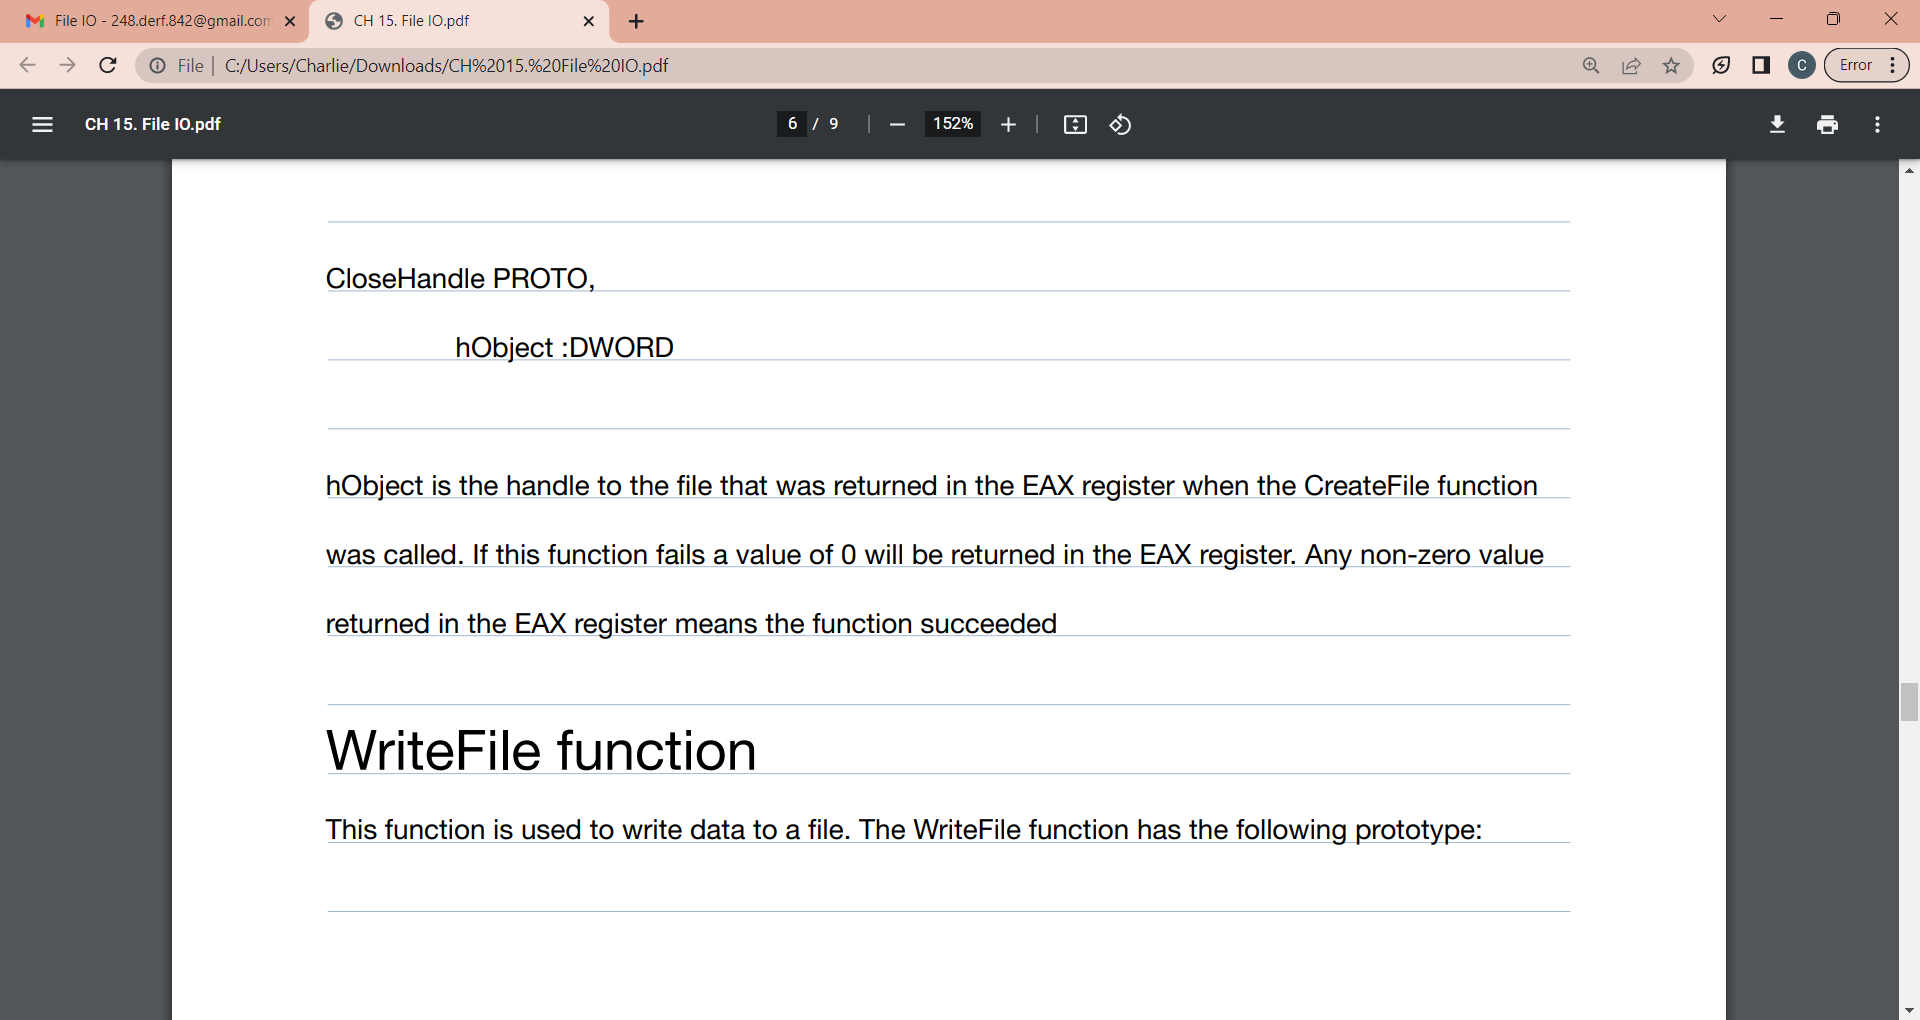 File IO - 248.derf.842@gmail.com
CH 15. File IO.pdf
File
C:/Users/Charlie/Downloads/CH%2015.%20File%20IO.pdf
C
Error
CH 15. File IO.pdf
6 / 9
152%
CloseHandle PROTO,
hObject :DWORD
hObject is the handle to the file that was returned in the EAX register when the CreateFile function
was called. If this function fails a value of 0 will be returned in the EAX register. Any non-zero value
returned in the EAX register means the function succeeded
WriteFile function
This function is used to write data to a file. The WriteFile function has the following prototype: